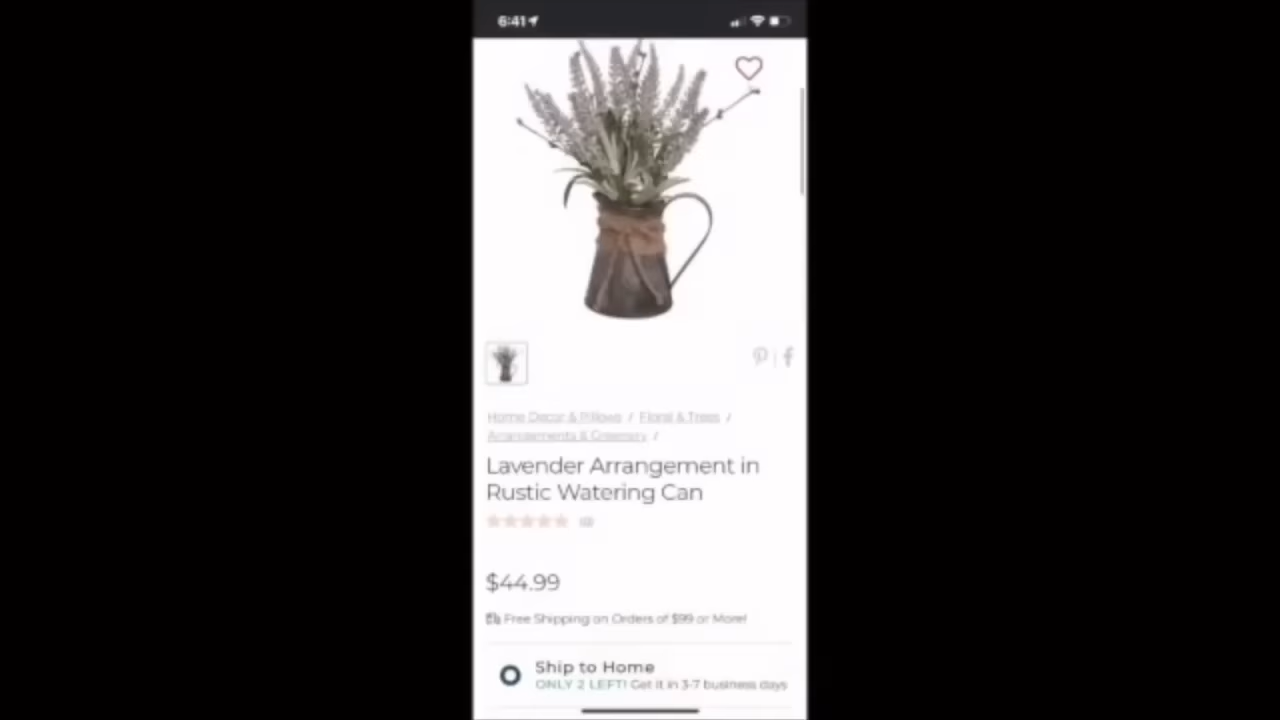 6:41
Home Decor & Pillows / Floral & Trees /
Arrangements & Greenery /
Lavender Arrangement in
Rustic Watering Can
$44.99
Free Shipping on Orders of $99 or More!
Ship to Home
ONLY 2 LEFT! Get it in 3-7 business days